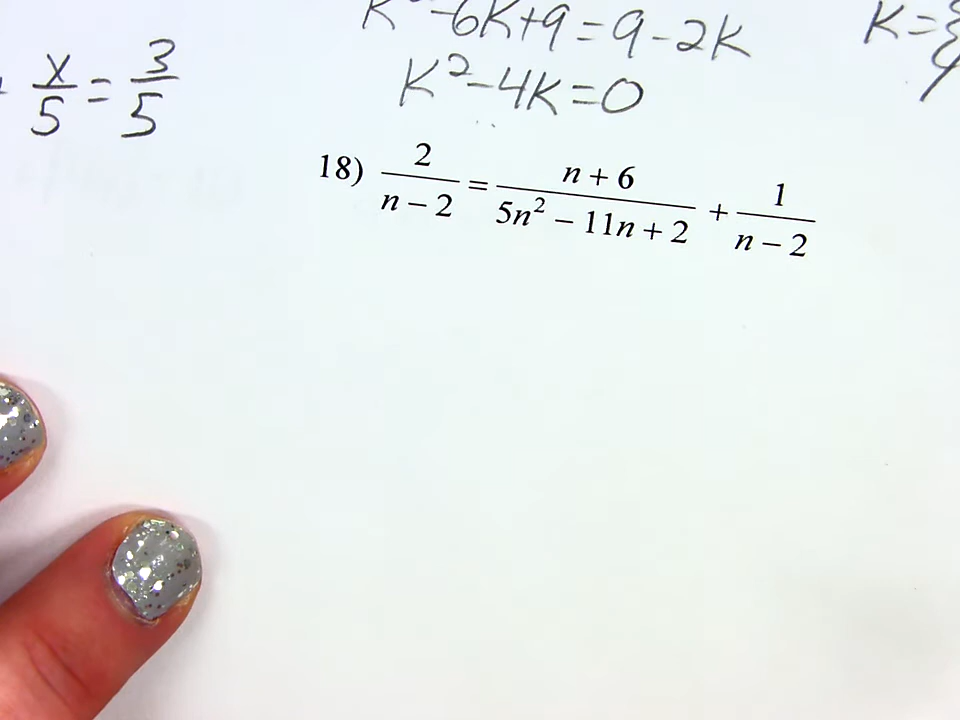 K² - 6K + 9 = 9 - 2K
K =
K² - 4K = 0
x/5 = 3/5
18) 2/(n - 2) = (n + 6)/(5n² - 11n + 2) + 1/(n - 2)